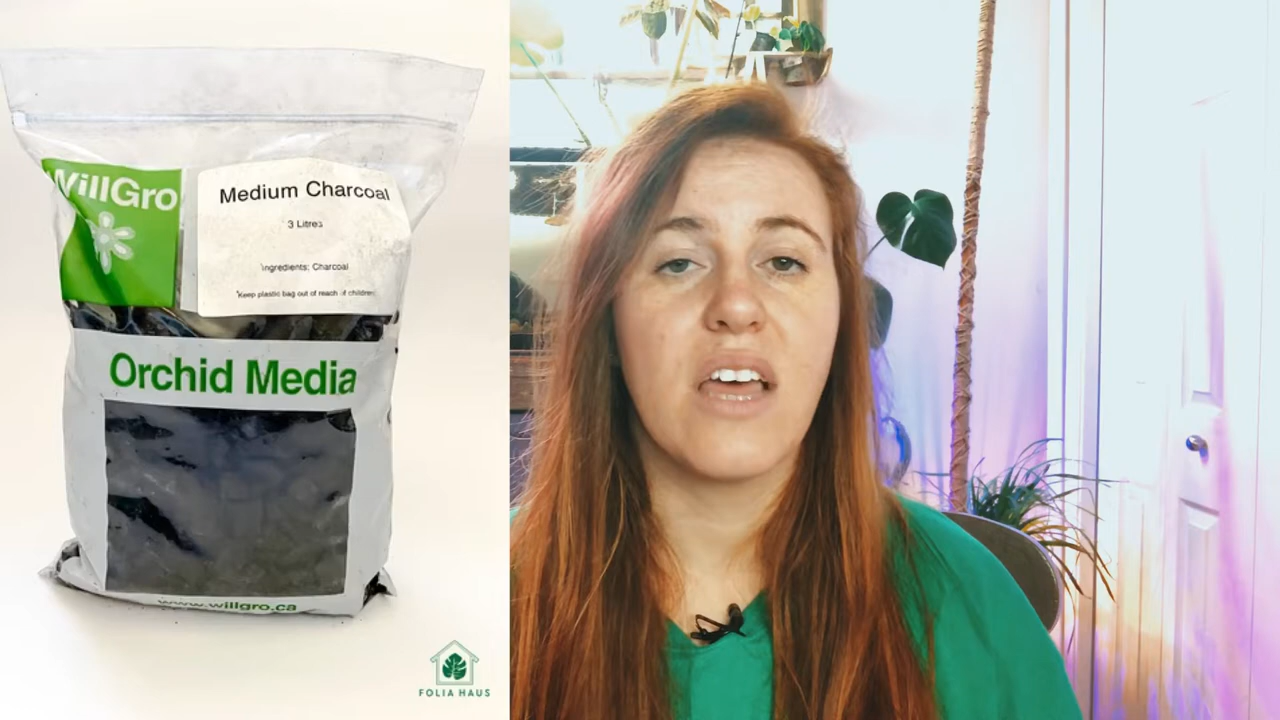 WillGro
Medium Charcoal
3 Litres
Ingredients: Charcoal
*Keep plastic bag out of reach of children
Orchid Media
www.willgro.ca
FOLIA HAUS